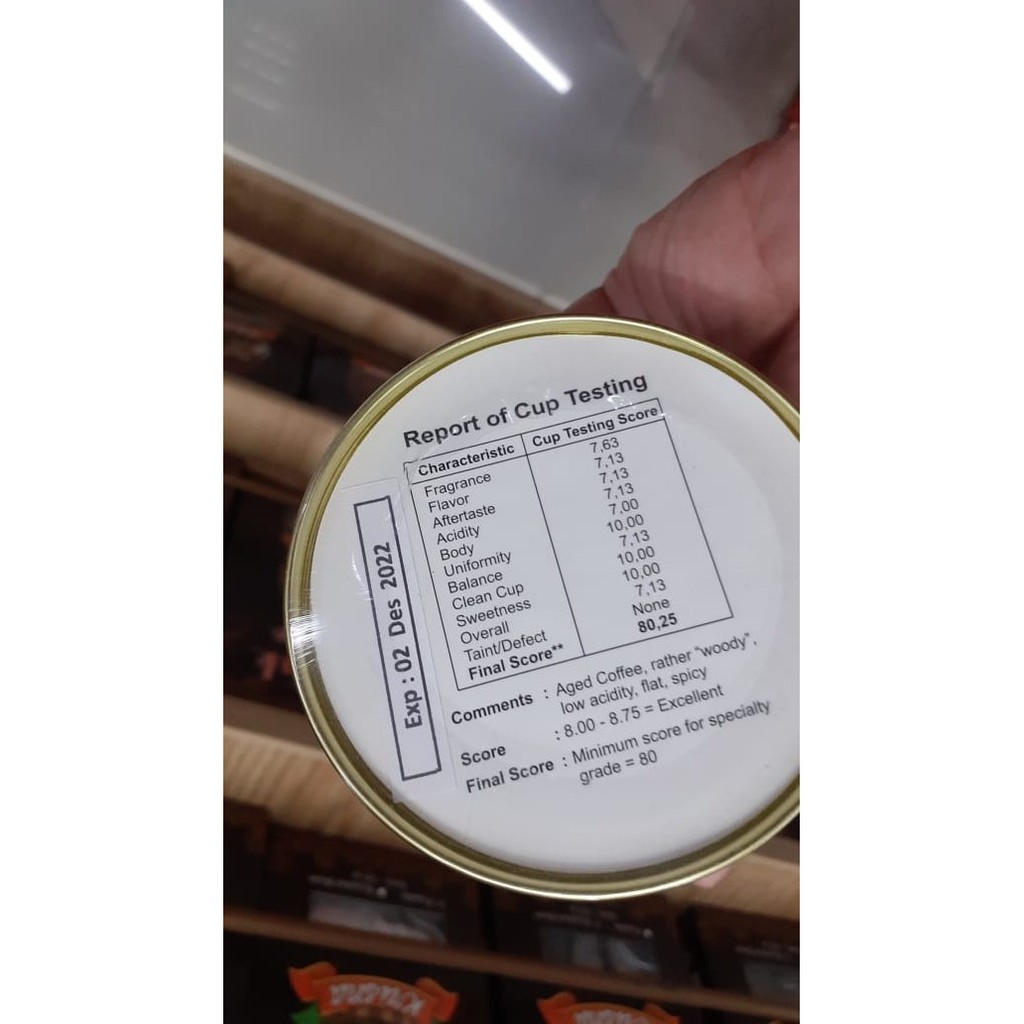 Report of Cup Testing
Characteristic Cup Testing Score
Fragrance 7,63
Flavor 7,13
Aftertaste 7,13
Acidity 7,13
Body 7,00
Uniformity 10,00
Balance 7,13
Clean Cup 10,00
Sweetness 10,00
Overall 7,13
Taint/Defect None
Final Score** 80,25
Comments : Aged Coffee, rather "woody",
low acidity, flat, spicy
Score : 8.00 - 8.75 = Excellent
Final Score : Minimum score for specialty
grade = 80
Exp : 02 Des 2022